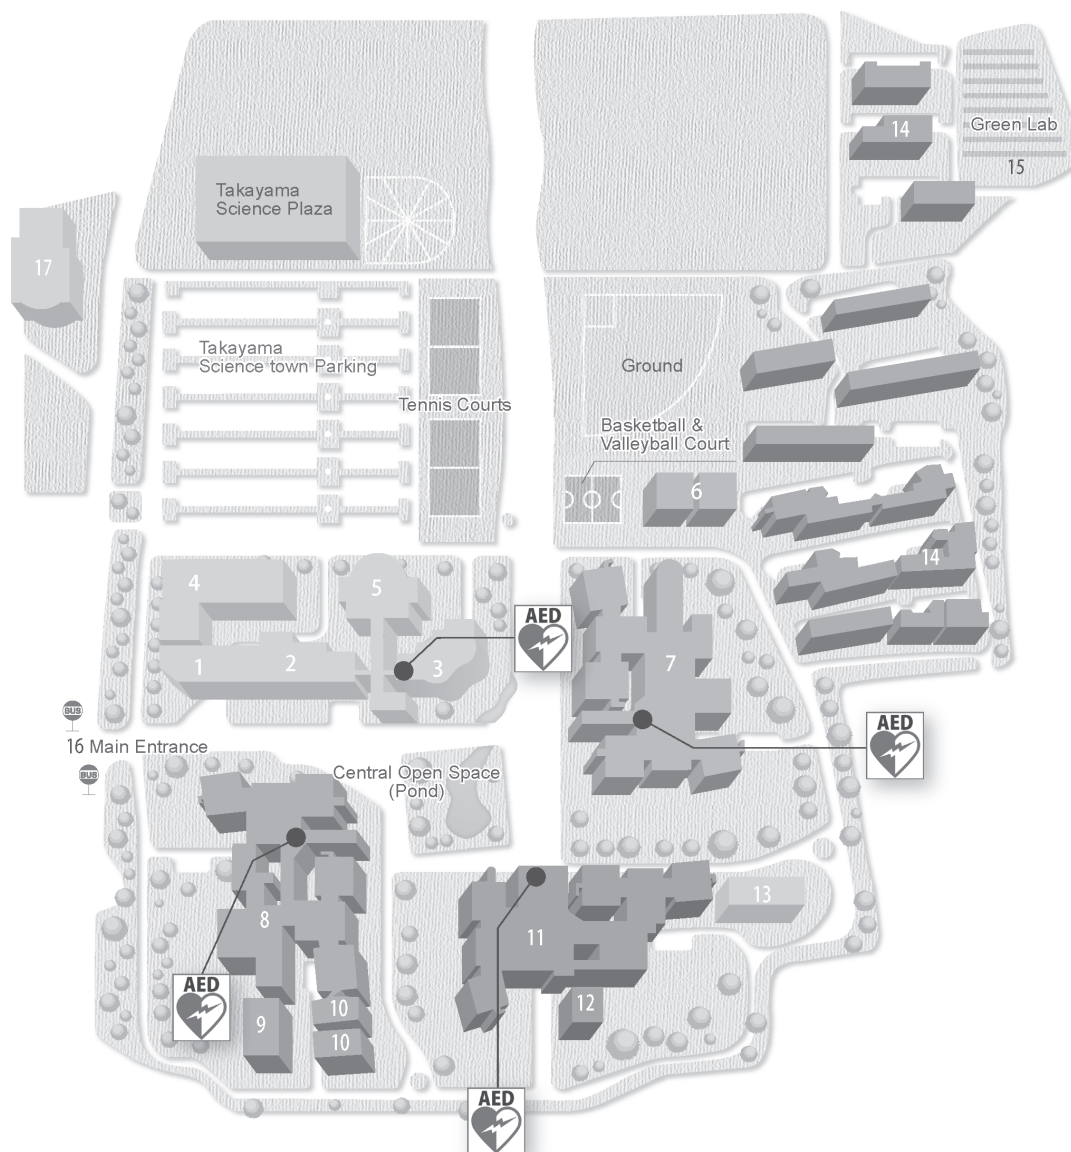 14
Green Lab
15
Takayama
Science Plaza
17
Takayama
Science town Parking
Ground
Tennis Courts
Basketball &
Valleyball Court
6
4
5
14
AED
1
2
3
7
BUS
AED
16 Main Entrance
BUS
Central Open Space
(Pond)
13
8
11
AED
12
10
9
10
AED